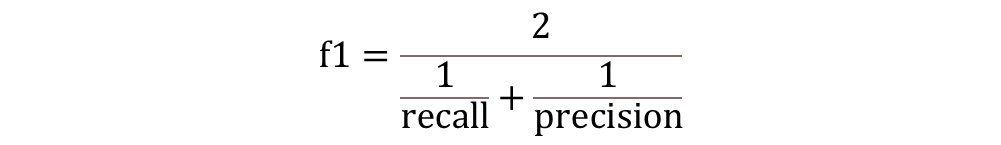 f1 = 2 / (1/recall + 1/precision)